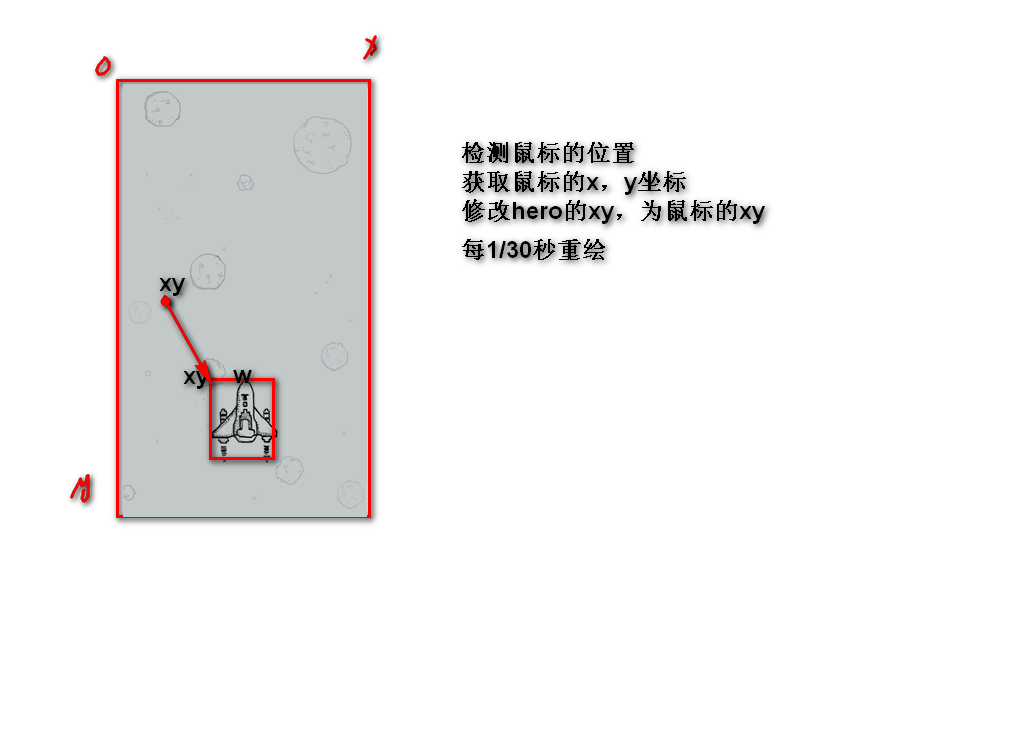 o
x
检测鼠标的位置
获取鼠标的x，y坐标
修改hero的xy，为鼠标的xy
每1/30秒重绘
xy
xy w
y